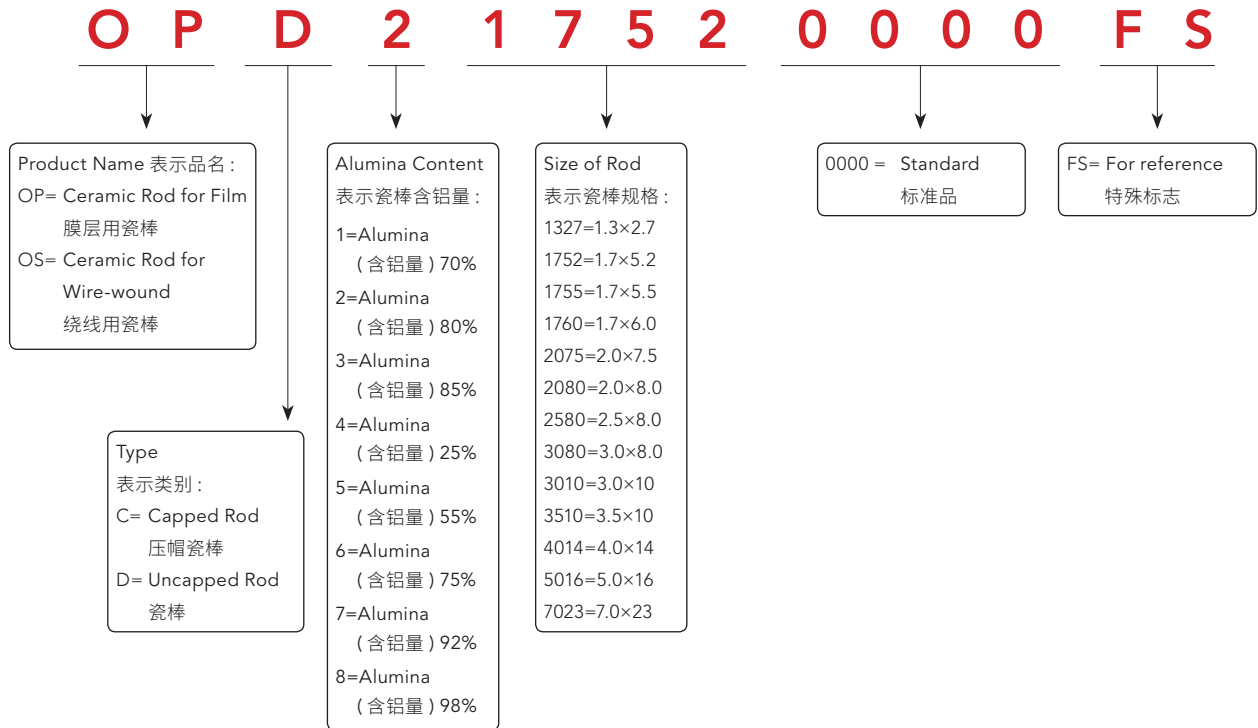 O P D 2 1 7 5 2 0 0 0 0 F S
Product Name 表示品名 :
OP= Ceramic Rod for Film
膜层用瓷棒
OS= Ceramic Rod for
Wire-wound
绕线用瓷棒
Type
表示类别 :
C= Capped Rod
压帽瓷棒
D= Uncapped Rod
瓷棒
Alumina Content
表示瓷棒含铝量 :
1=Alumina
( 含铝量 ) 70%
2=Alumina
( 含铝量 ) 80%
3=Alumina
( 含铝量 ) 85%
4=Alumina
( 含铝量 ) 25%
5=Alumina
( 含铝量 ) 55%
6=Alumina
( 含铝量 ) 75%
7=Alumina
( 含铝量 ) 92%
8=Alumina
( 含铝量 ) 98%
Size of Rod
表示瓷棒规格 :
1327=1.3×2.7
1752=1.7×5.2
1755=1.7×5.5
1760=1.7×6.0
2075=2.0×7.5
2080=2.0×8.0
2580=2.5×8.0
3080=3.0×8.0
3010=3.0×10
3510=3.5×10
4014=4.0×14
5016=5.0×16
7023=7.0×23
0000 = Standard
标准品
FS= For reference
特殊标志